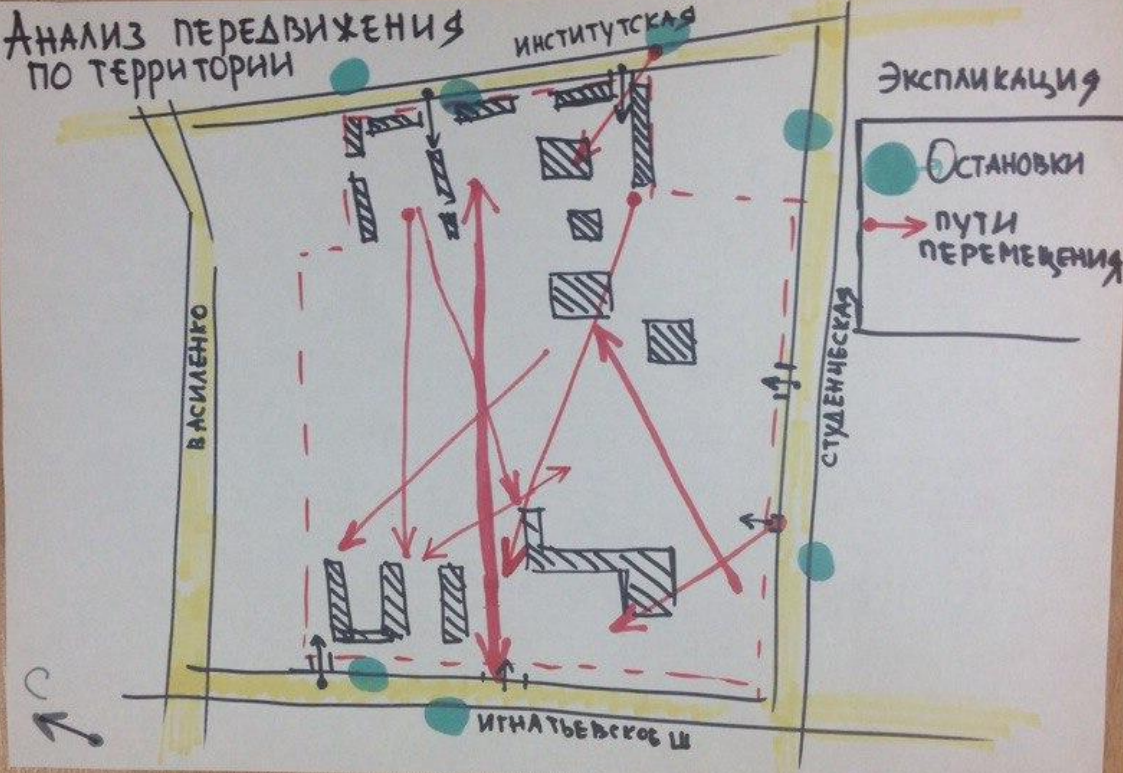 Анализ передвижения
по территории
Институтская
Экспликация
Остановки
пути
перемещения
Василенко
Студенческая
Игнатьевское ш
С